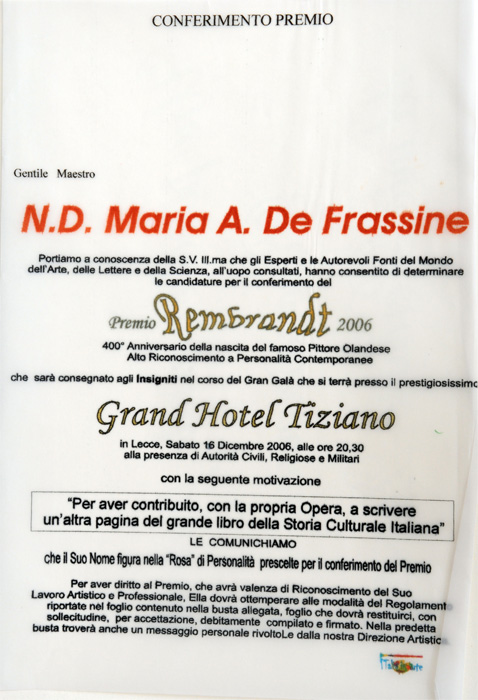 CONFERIMENTO PREMIO
Gentile Maestro
N.D. Maria A. De Frassine
Portiamo a conoscenza della S.V. Ill.ma che gli Esperti e le Autorevoli Fonti del Mondo
dell'Arte, delle Lettere e della Scienza, all'uopo consultati, hanno consentito di determinare
le candidature per il conferimento del
Premio Rembrandt 2006
400° Anniversario della nascita del famoso Pittore Olandese
Alto Riconoscimento a Personalità Contemporanee
che sarà consegnato agli Insigniti nel corso del Gran Galà che si terrà presso il prestigiosissimo
Grand Hotel Tiziano
in Lecce, Sabato 16 Dicembre 2006, alle ore 20,30
alla presenza di Autorità Civili, Religiose e Militari
con la seguente motivazione
"Per aver contribuito, con la propria Opera, a scrivere
un'altra pagina del grande libro della Storia Culturale Italiana"
LE COMUNICHIAMO
che il Suo Nome figura nella "Rosa" di Personalità prescelte per il conferimento del Premio
Per aver diritto al Premio, che avrà valenza di Riconoscimento del Suo
Lavoro Artistico e Professionale, Ella dovrà ottemperare alle modalità del Regolamento
riportate nel foglio contenuto nella busta allegata, foglio che dovrà restituirci, con
sollecitudine, per accettazione, debitamente compilato e firmato. Nella predetta
busta troverà anche un messaggio personale rivoltoLe dalla nostra Direzione Artistic